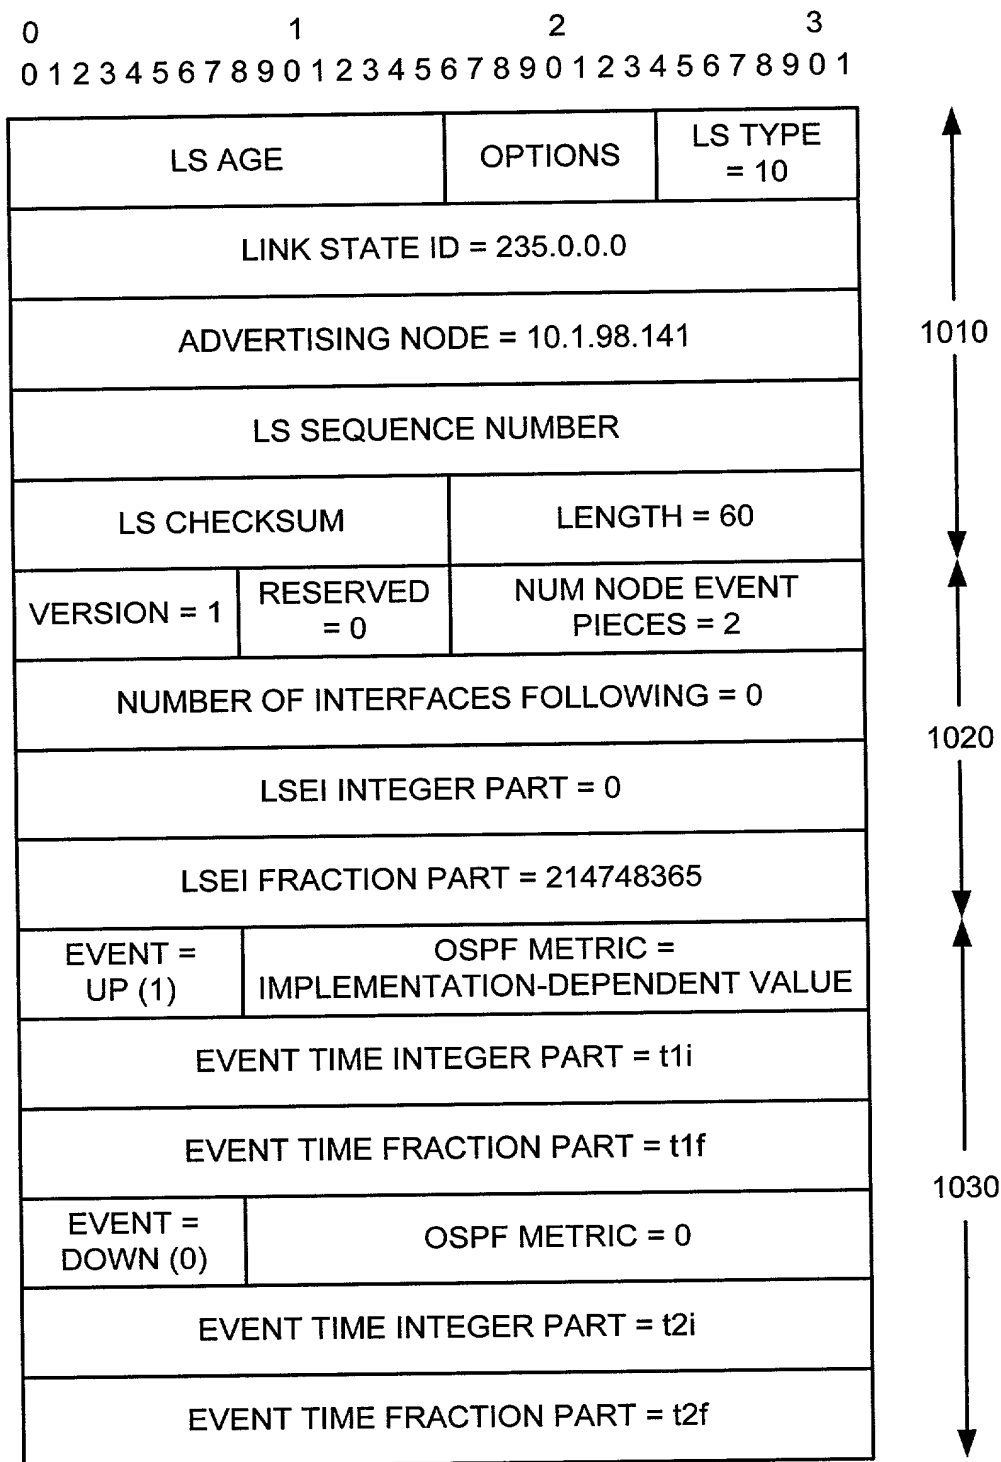 0 1 2 3
0 1 2 3 4 5 6 7 8 9 0 1 2 3 4 5 6 7 8 9 0 1 2 3 4 5 6 7 8 9 0 1
LS AGE
OPTIONS
LS TYPE
= 10
LINK STATE ID = 235.0.0.0
ADVERTISING NODE = 10.1.98.141
1010
LS SEQUENCE NUMBER
LS CHECKSUM
LENGTH = 60
VERSION = 1
RESERVED
= 0
NUM NODE EVENT
PIECES = 2
NUMBER OF INTERFACES FOLLOWING = 0
1020
LSEI INTEGER PART = 0
LSEI FRACTION PART = 214748365
EVENT =
UP (1)
OSPF METRIC =
IMPLEMENTATION-DEPENDENT VALUE
EVENT TIME INTEGER PART = t1i
EVENT TIME FRACTION PART = t1f
1030
EVENT =
DOWN (0)
OSPF METRIC = 0
EVENT TIME INTEGER PART = t2i
EVENT TIME FRACTION PART = t2f